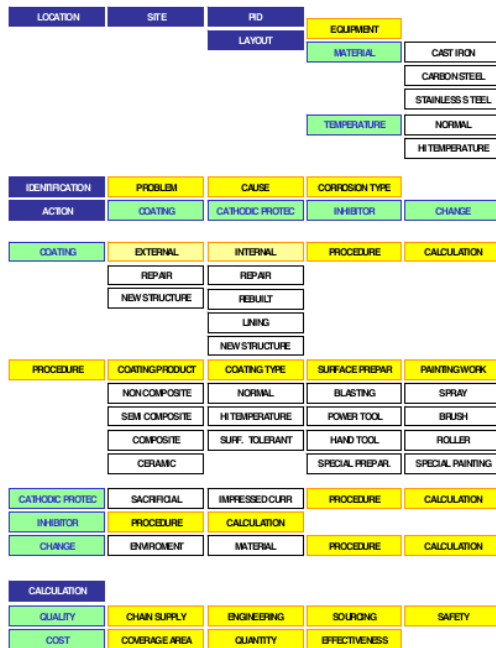 LOCATION SITE PID
EQUIPMENT
LAYOUT
MATERIAL CAST IRON
CARBON STEEL
STAINLESS STEEL
TEMPERATURE NORMAL
HI TEMPERATURE
IDENTIFICATION PROBLEM CAUSE CORROSION TYPE
ACTION COATING CATHODIC PROTEC INHIBITOR CHANGE
COATING EXTERNAL INTERNAL PROCEDURE CALCULATION
REPAIR REPAIR
NEW STRUCTURE REBUILT
LINING
NEW STRUCTURE
PROCEDURE COATING PRODUCT COATING TYPE SURFACE PREPAR PAINTING WORK
NON COMPOSITE NORMAL BLASTING SPRAY
SEMI COMPOSITE HI TEMPERATURE POWER TOOL BRUSH
COMPOSITE SURF. TOLERANT HAND TOOL ROLLER
CERAMIC SPECIAL PREPAR. SPECIAL PAINTING
CATHODIC PROTEC SACRIFICIAL IMPRESSED CURR PROCEDURE CALCULATION
INHIBITOR PROCEDURE CALCULATION
CHANGE ENVIROMENT MATERIAL PROCEDURE CALCULATION
CALCULATION
QUALITY CHAIN SUPPLY ENGINEERING SOURCING SAFETY
COST COVERAGE AREA QUANTITY EFFECTIVENESS